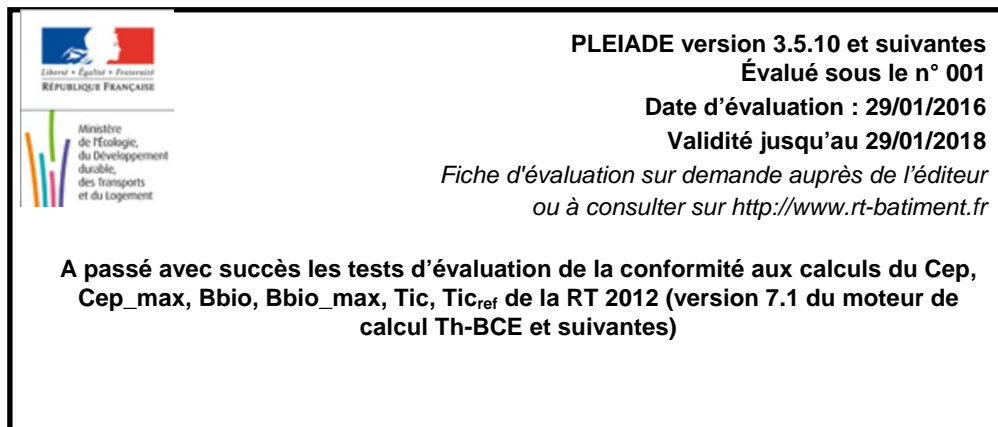 Liberté • Égalité • Fraternité
RÉPUBLIQUE FRANÇAISE
Ministère
de l'Écologie,
du Développement
durable,
des Transports
et du Logement
PLEIADE version 3.5.10 et suivantes
Évalué sous le n° 001
Date d'évaluation : 29/01/2016
Validité jusqu'au 29/01/2018
Fiche d'évaluation sur demande auprès de l'éditeur
ou à consulter sur http://www.rt-batiment.fr
A passé avec succès les tests d'évaluation de la conformité aux calculs du Cep,
Cep_max, Bbio, Bbio_max, Tic, Ticref de la RT 2012 (version 7.1 du moteur de
calcul Th-BCE et suivantes)